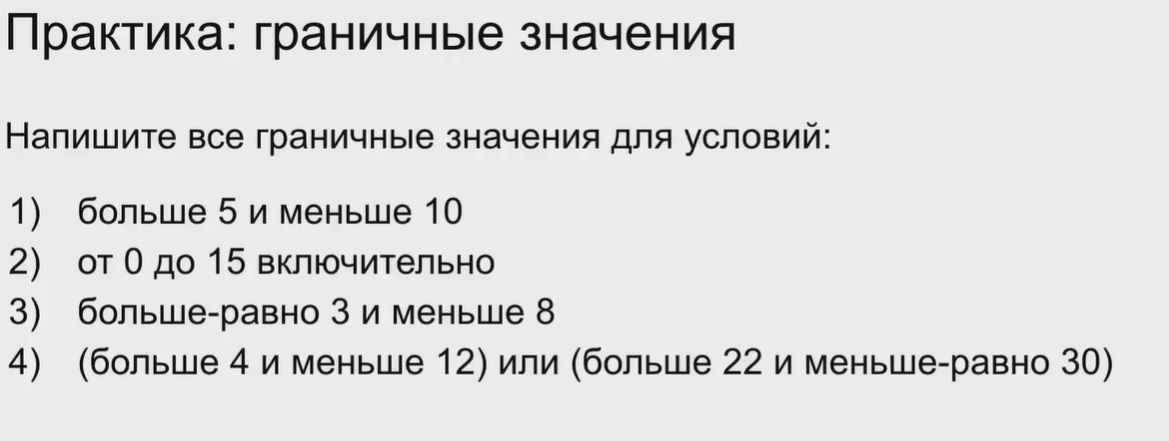 Практика: граничные значения
Напишите все граничные значения для условий:
1) больше 5 и меньше 10
2) от 0 до 15 включительно
3) больше-равно 3 и меньше 8
4) (больше 4 и меньше 12) или (больше 22 и меньше-равно 30)